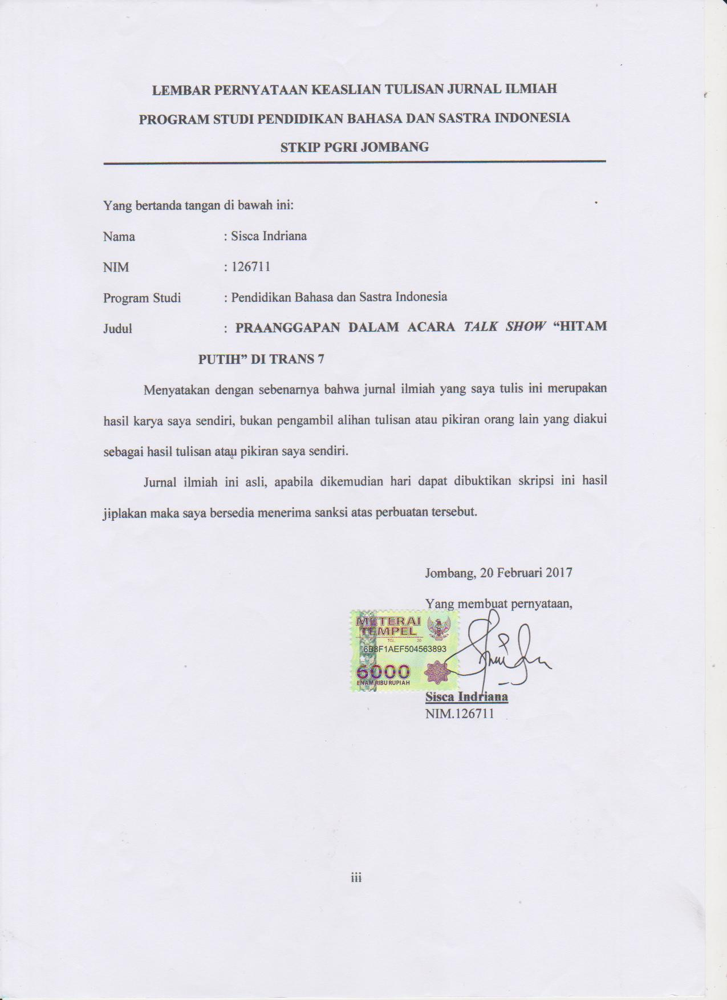 LEMBAR PERNYATAAN KEASLIAN TULISAN JURNAL ILMIAH
PROGRAM STUDI PENDIDIKAN BAHASA DAN SASTRA INDONESIA
STKIP PGRI JOMBANG
Yang bertanda tangan di bawah ini:
Nama : Sisca Indriana
NIM : 126711
Program Studi : Pendidikan Bahasa dan Sastra Indonesia
Judul : PRAANGGAPAN DALAM ACARA TALK SHOW “HITAM
PUTIH” DI TRANS 7
Menyatakan dengan sebenarnya bahwa jurnal ilmiah yang saya tulis ini merupakan
hasil karya saya sendiri, bukan pengambil alihan tulisan atau pikiran orang lain yang diakui
sebagai hasil tulisan atau pikiran saya sendiri.
Jurnal ilmiah ini asli, apabila dikemudian hari dapat dibuktikan skripsi ini hasil
jiplakan maka saya bersedia menerima sanksi atas perbuatan tersebut.
Jombang, 20 Februari 2017
Yang membuat pernyataan,
METERAI
TEMPEL
TGL. 20
6B8F1AEF504563893
6000
ENAM RIBU RUPIAH
Sisca Indriana
NIM.126711
iii